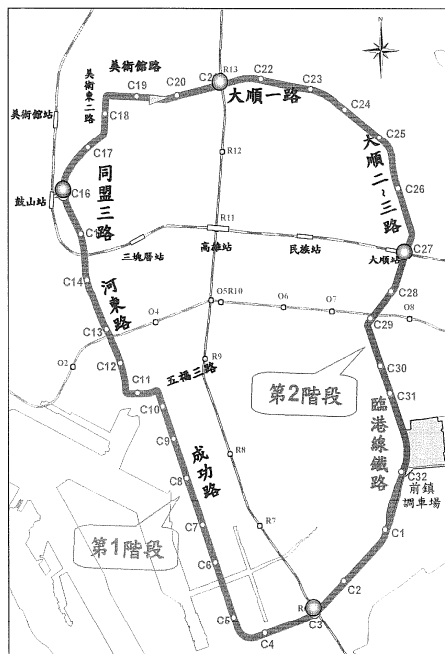 R13
C22
美術館路
C19
C20
C2
大順一路
C23
美術東二路
C18
C24
美術館站
C25
大順二~三路
C17
R12
同盟三路
C16
C26
鼓山站
R11
C1
C27
三塊厝站
高雄站
民族站
大順站
C14
C28
河東路
O5R10
O6
O7
O4
C29
O8
C13
R9
O2
C12
五福三路
C30
C11
第2階段
C31
C10
臨港線鐵路
C9
成功路
R8
C32
C8
前鎮
調車場
第1階段
C7
R7
C1
C6
C2
C5
R
C3
C4